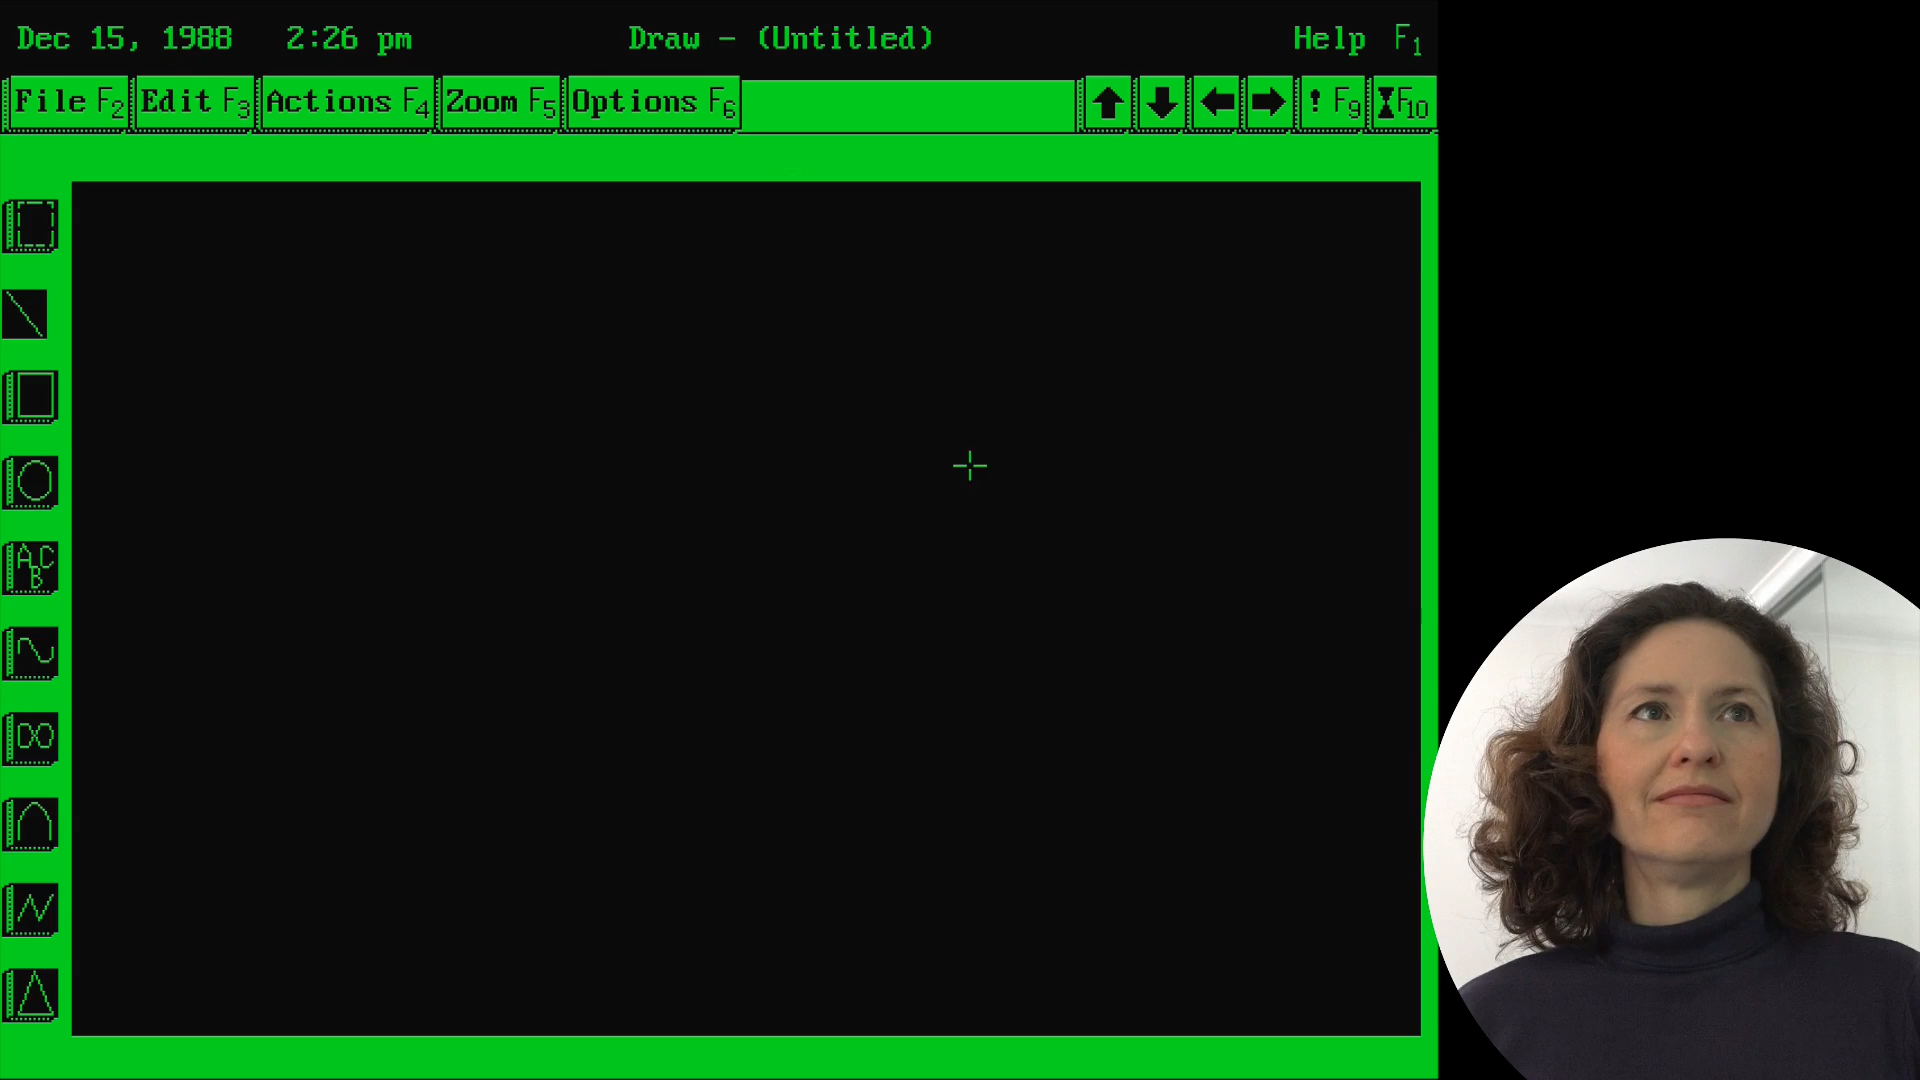 Dec 15, 1988 2:26 pm Draw - (Untitled) Help F1
File F2 Edit F3 Actions F4 Zoom F5 Options F6 ! F9 F10
A C
B